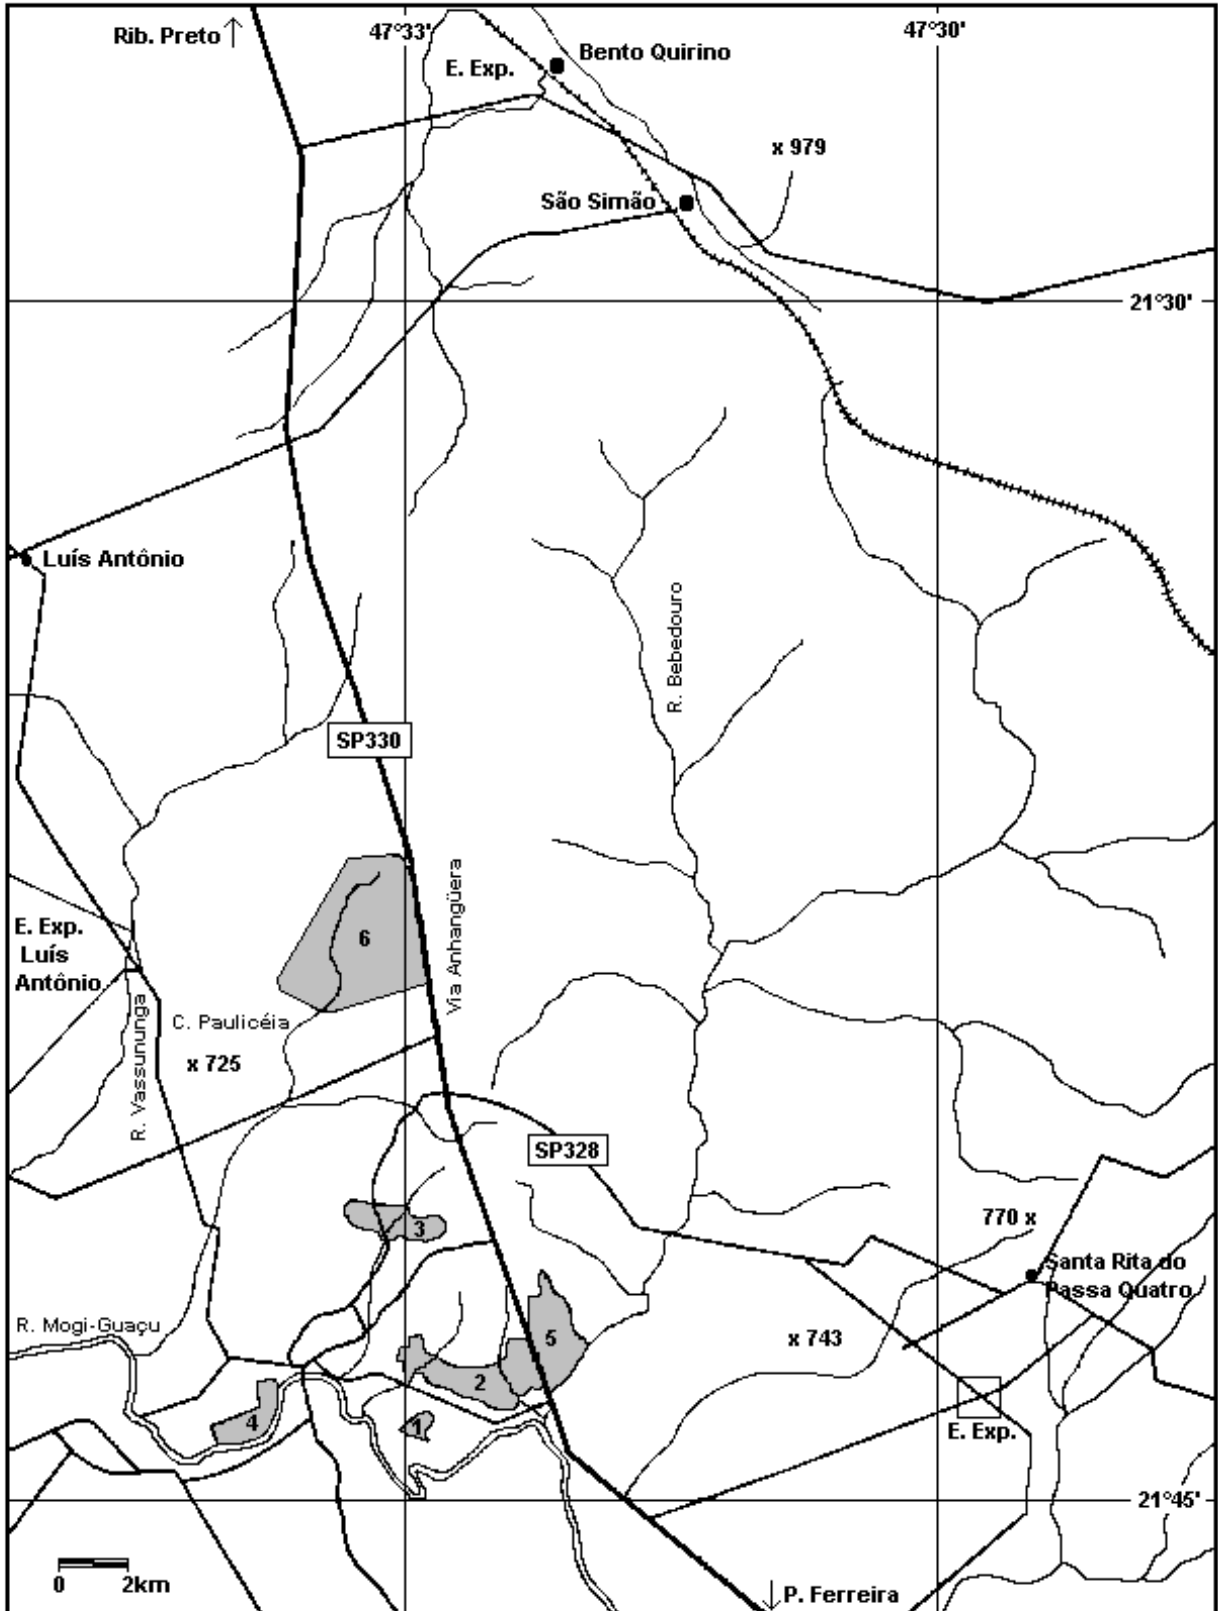 Rib. Preto ↑
47°33'
47°30'
Bento Quirino
E. Exp.
x 979
São Simão
21°30'
Luís Antônio
R. Bebedouro
SP330
Via Anhangüera
6
E. Exp.
Luís
Antônio
R. Vassununga
C. Paulicéia
x 725
SP328
3
770 x
Santa Rita do
Passa Quatro
R. Mogi-Guaçu
x 743
5
2
4
1
E. Exp.
21°45'
0 2km
↓ P. Ferreira